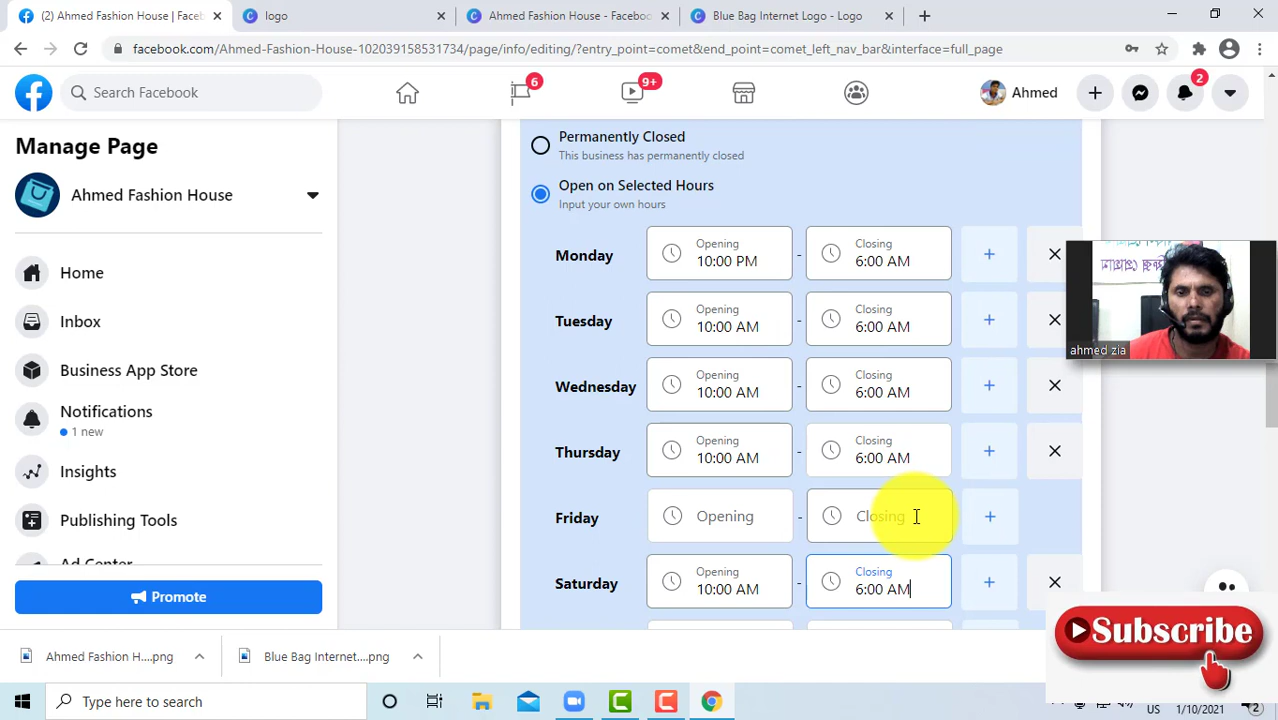 (2) Ahmed Fashion House | Facebo
logo
Ahmed Fashion House - Faceboo
Blue Bag Internet Logo - Logo
facebook.com/Ahmed-Fashion-House-102039158531734/page/info/editing/?entry_point=comet&end_point=comet_left_nav_bar&interface=full_page
Search Facebook
6
9+
Ahmed
2
Manage Page
Ahmed Fashion House
Home
Inbox
Business App Store
Notifications
1 new
Insights
Publishing Tools
Ad Center
Promote
Permanently Closed
This business has permanently closed
Open on Selected Hours
Input your own hours
Monday Opening 10:00 PM - Closing 6:00 AM
Tuesday Opening 10:00 AM - Closing 6:00 AM
Wednesday Opening 10:00 AM - Closing 6:00 AM
Thursday Opening 10:00 AM - Closing 6:00 AM
Friday Opening - Closing
Saturday Opening 10:00 AM - Closing 6:00 AM
ahmed zia
Subscribe
Ahmed Fashion H....png
Blue Bag Internet....png
Type here to search
US
1/10/2021
2